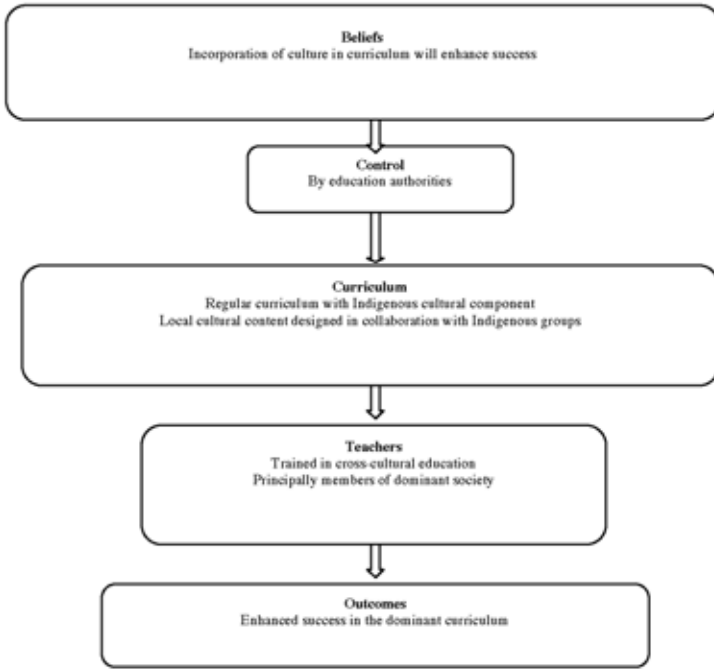 Beliefs
Incorporation of culture in curriculum will enhance success
Control
By education authorities
Curriculum
Regular curriculum with Indigenous cultural component
Local cultural content designed in collaboration with Indigenous groups
Teachers
Trained in cross-cultural education
Principally members of dominant society
Outcomes
Enhanced success in the dominant curriculum